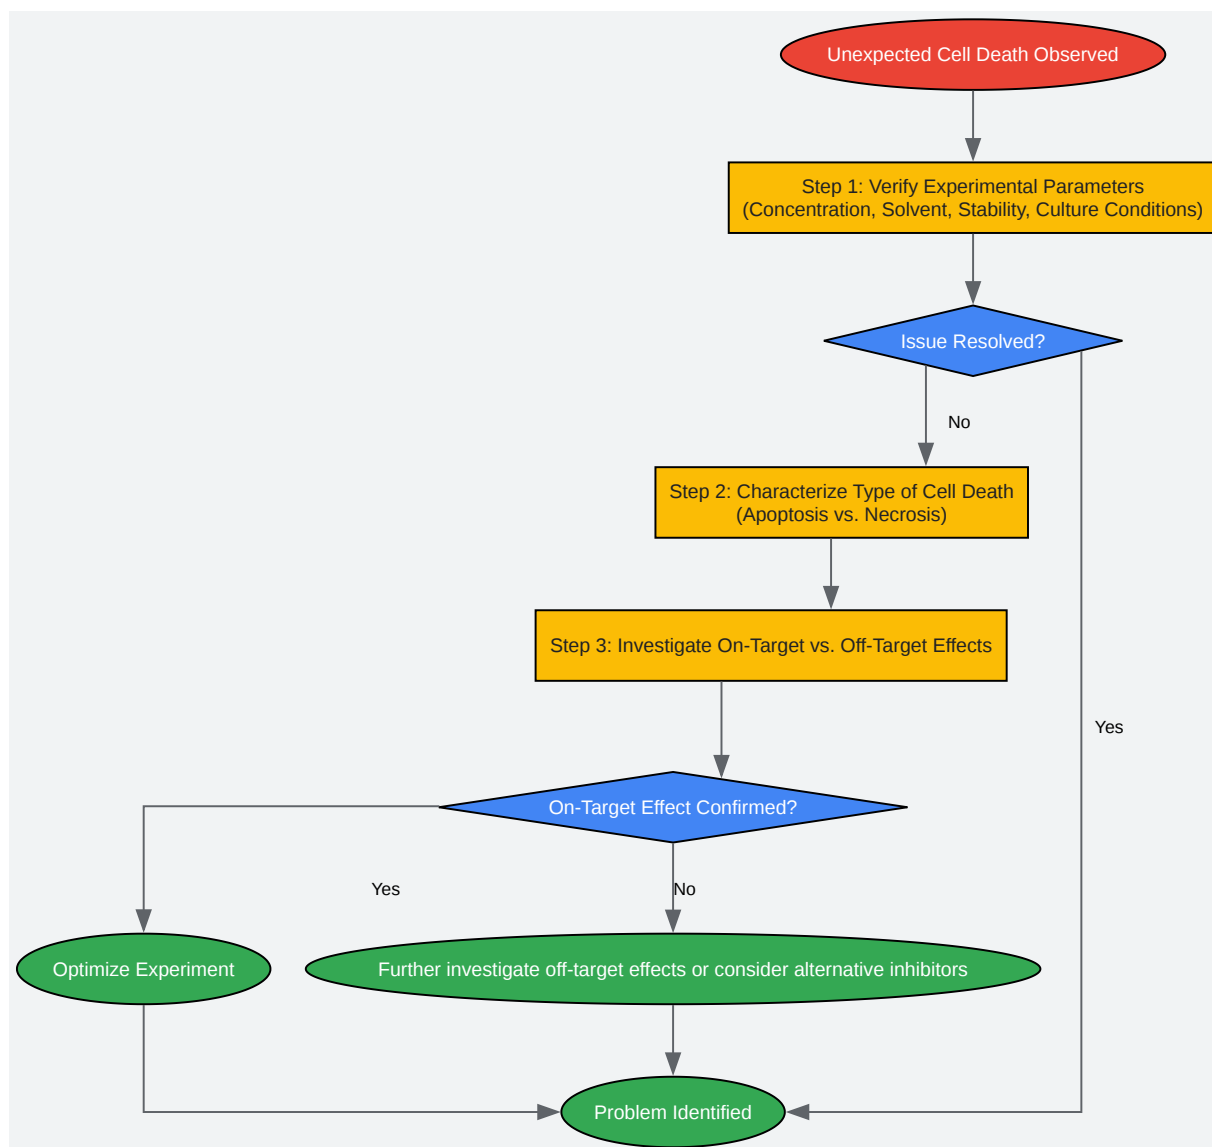 Unexpected Cell Death Observed
Step 1: Verify Experimental Parameters
(Concentration, Solvent, Stability, Culture Conditions)
Issue Resolved?
No
Step 2: Characterize Type of Cell Death
(Apoptosis vs. Necrosis)
Step 3: Investigate On-Target vs. Off-Target Effects
Yes
On-Target Effect Confirmed?
Yes
No
Optimize Experiment
Further investigate off-target effects or consider alternative inhibitors
Problem Identified